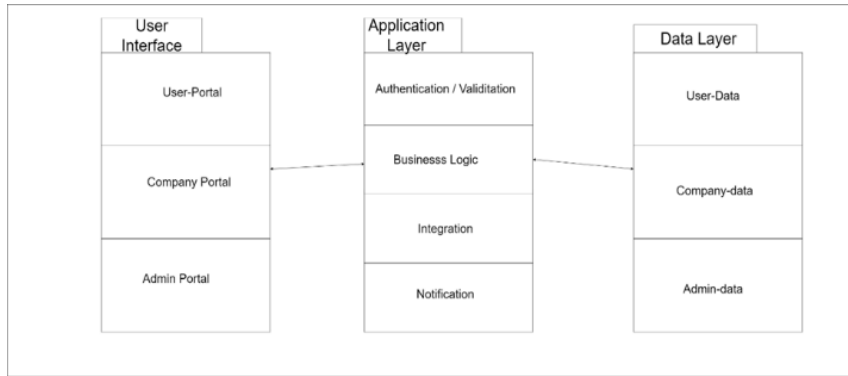 User
Interface
User-Portal
Company Portal
Admin Portal
Application
Layer
Authentication / Validitation
Businesss Logic
Integration
Notification
Data Layer
User-Data
Company-data
Admin-data